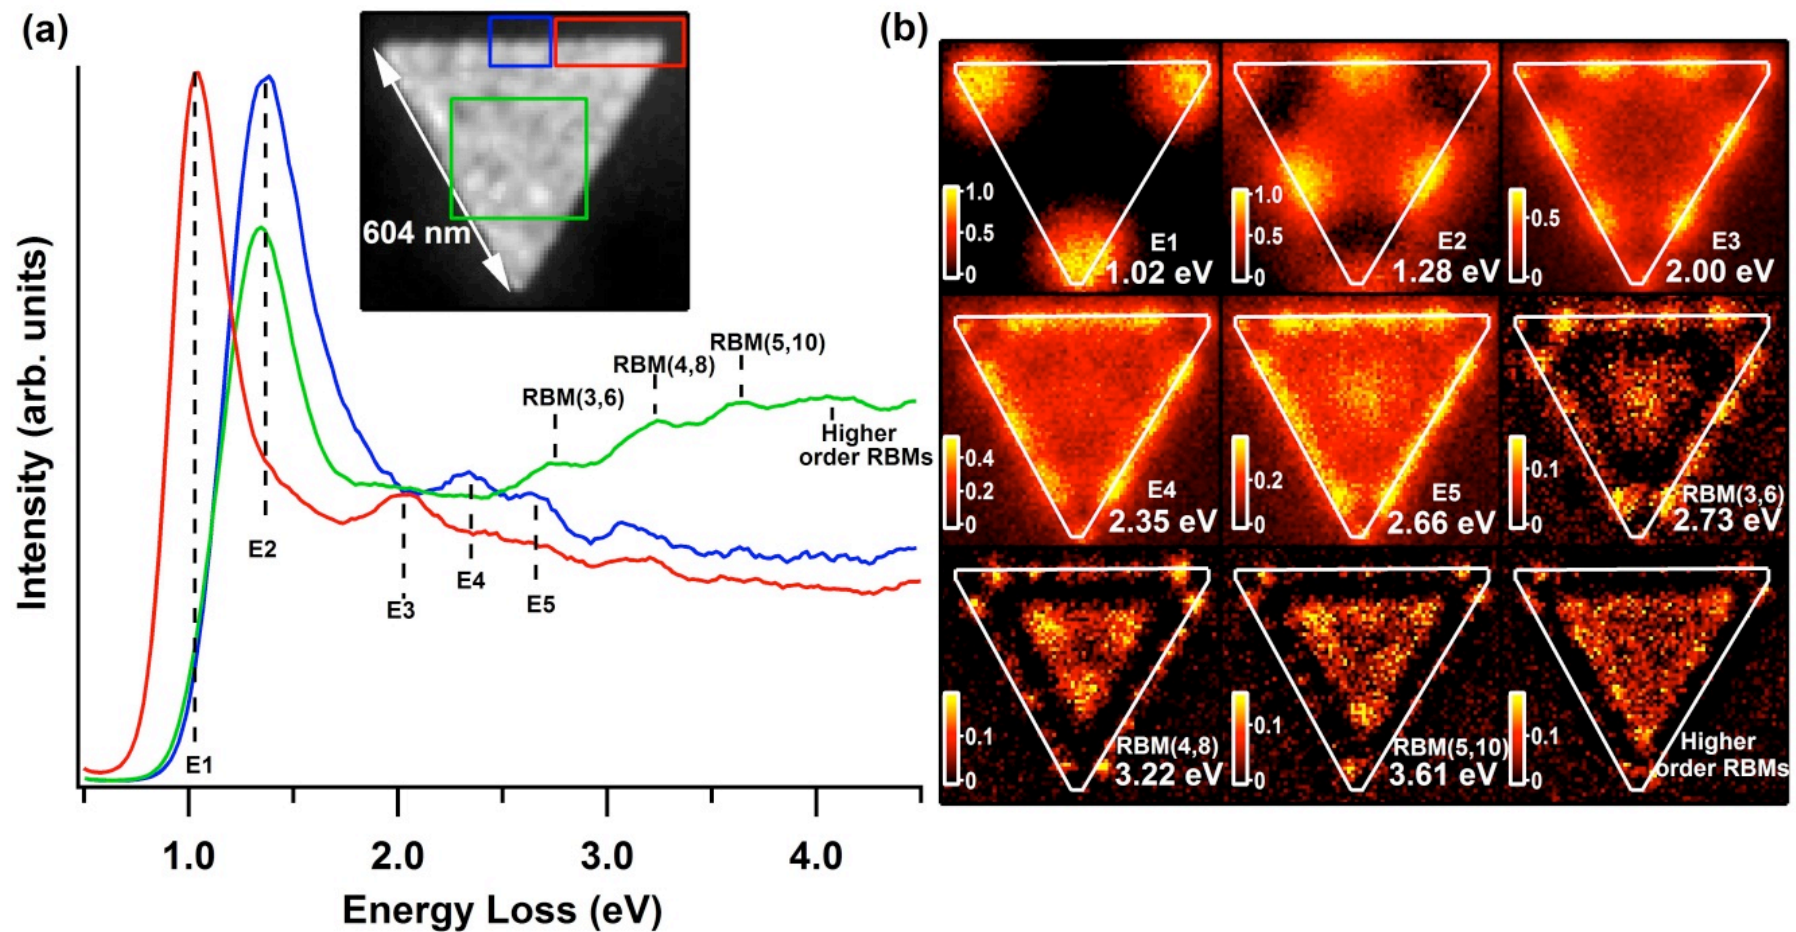 (a)
604 nm
Intensity (arb. units)
RBM(5,10)
RBM(4,8)
RBM(3,6)
Higher
order RBMs
E2
E4
E5
E3
E1
1.0
2.0
3.0
4.0
Energy Loss (eV)
(b)
1.0
0.5
0
E1
1.02 eV
1.0
0.5
0
E2
1.28 eV
0.5
0
E3
2.00 eV
0.4
0.2
0
E4
2.35 eV
0.2
0
E5
2.66 eV
0.1
0
RBM(3,6)
2.73 eV
0.1
0
RBM(4,8)
3.22 eV
0.1
0
RBM(5,10)
3.61 eV
0.1
0
Higher
order RBMs